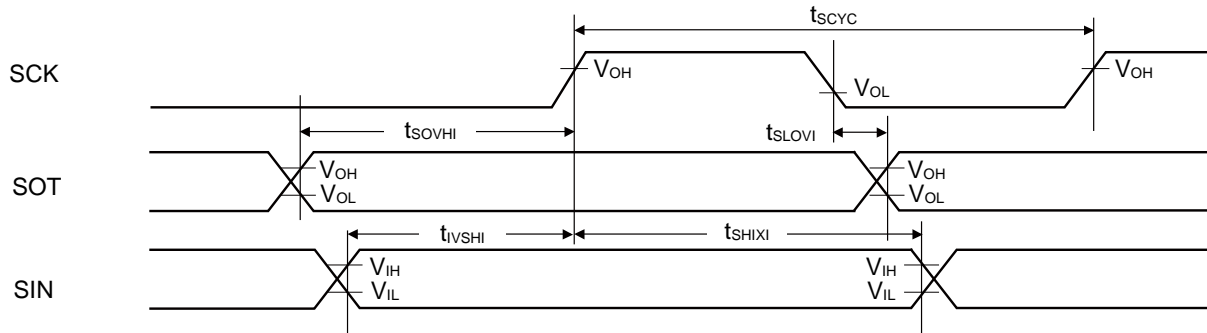 tSCYC
SCK
VOH
VOH
VOL
tSOVHI
tSLOVI
SOT
VOH
VOH
VOL
VOL
tIVSHI
tSHIXI
SIN
VIH
VIH
VIL
VIL